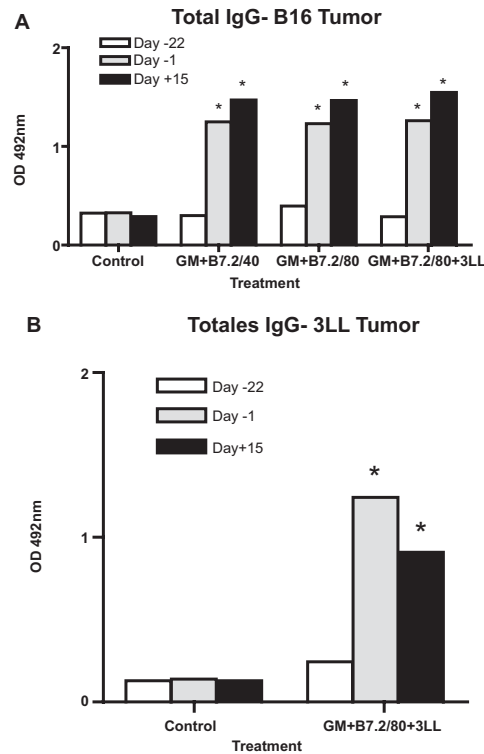 A
Total IgG- B16 Tumor
2
Day -22
Day -1
Day +15
* * * * * *
OD 492nm
1
0
Control GM+B7.2/40 GM+B7.2/80 GM+B7.2/80+3LL
Treatment
B
Totales IgG- 3LL Tumor
2
Day -22
Day -1
Day+15
* *
OD 492nm
1
0
Control GM+B7.2/80+3LL
Treatment